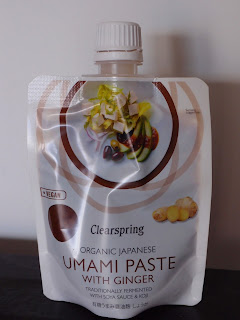 VEGAN
Clearspring
ORGANIC JAPANESE
UMAMI PASTE
WITH GINGER
TRADITIONALLY FERMENTED
WITH SOYA SAUCE & KOJI